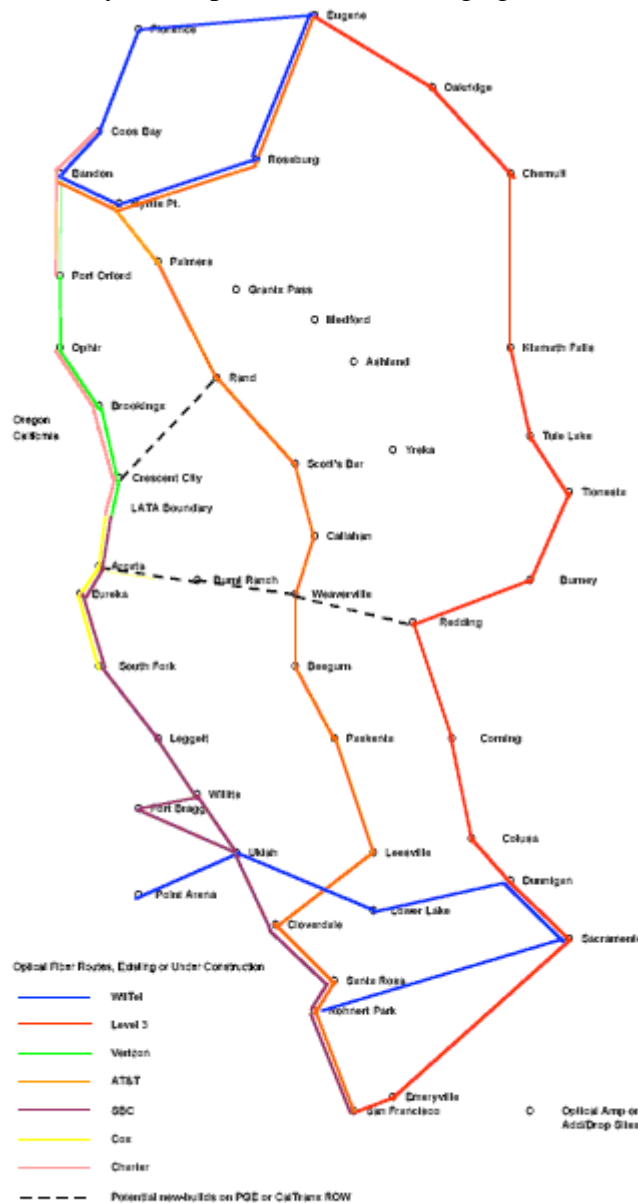 Eugene
Florence
Oakridge
Coos Bay
Roseburg
Bandon
Chemult
Myrtle Pt.
Palmers
Port Orford
Grants Pass
Medford
Ophir
Klamath Falls
Ashland
Rand
Brookings
Oregon
California
Tule Lake
Yreka
Scott's Bar
Crescent City
Tionesta
LATA Boundary
Callahan
Arcata
Burnt Ranch
Burney
Eureka
Weaverville
Redding
South Fork
Beegum
Leggett
Paskenta
Corning
Willits
Fort Bragg
Colusa
Ukiah
Leesville
Dunnigan
Point Arena
Lower Lake
Cloverdale
Sacramento
Optical Fiber Routes, Existing or Under Construction
Santa Rosa
WilTel
Rohnert Park
Level 3
Verizon
AT&T
Emeryville
SBC
San Francisco
Optical Amp or
Add/Drop Sites
Cox
Charter
Potential new-builds on PGE or CalTrans ROW